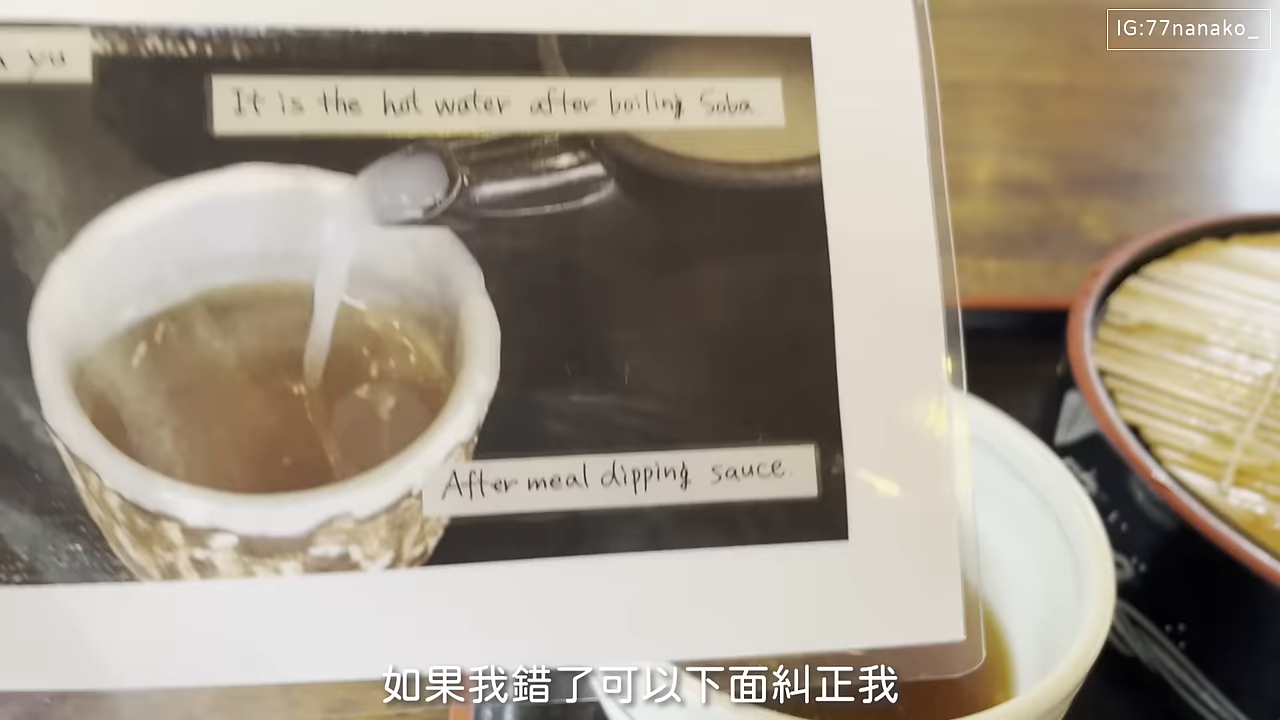 IG:77nanako_
yu
It is the hot water after boiling Soba.
After meal dipping sauce.
如果我錯了可以下面糾正我